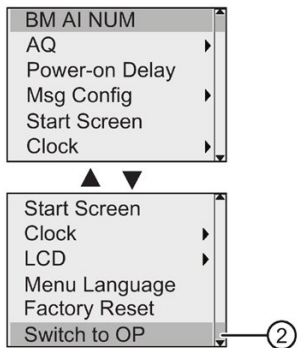 BM AI NUM
AQ
Power-on Delay
Msg Config
Start Screen
Clock
Start Screen
Clock
LCD
Menu Language
Factory Reset
Switch to OP
2